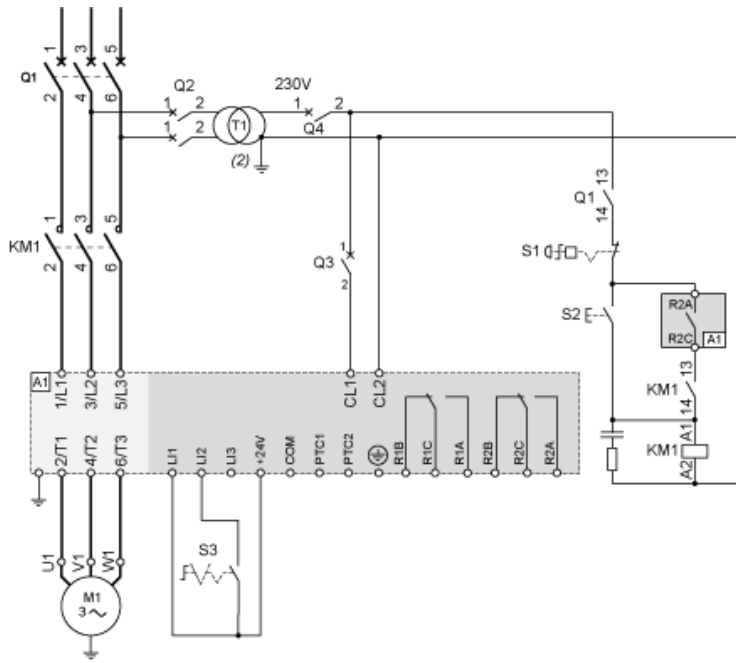 1 3 5
Q1
2 4 6
Q2
1 2
1 2
T1
(2)
230V
1 2
Q4
Q1 13
14
1 3 5
KM1
2 4 6
Q3 1
2
S1
S2
R2A
R2C A1
KM1 13
14
KM1 A1
A2
A1
1/L1 3/L2 5/L3 CL1 CL2
2/T1 4/T2 6/T3 LI1 LI2 LI3 +24V COM PTC1 PTC2 R1B R1C R1A R2B R2C R2A
S3
U1 V1 W1
M1
3~